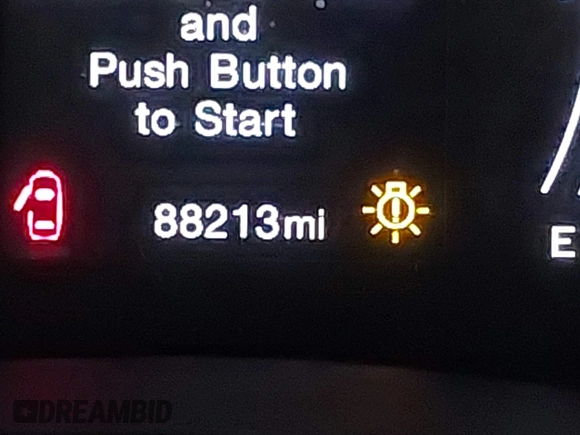 and
Push Button
to Start
88213mi
E
DREAMBID